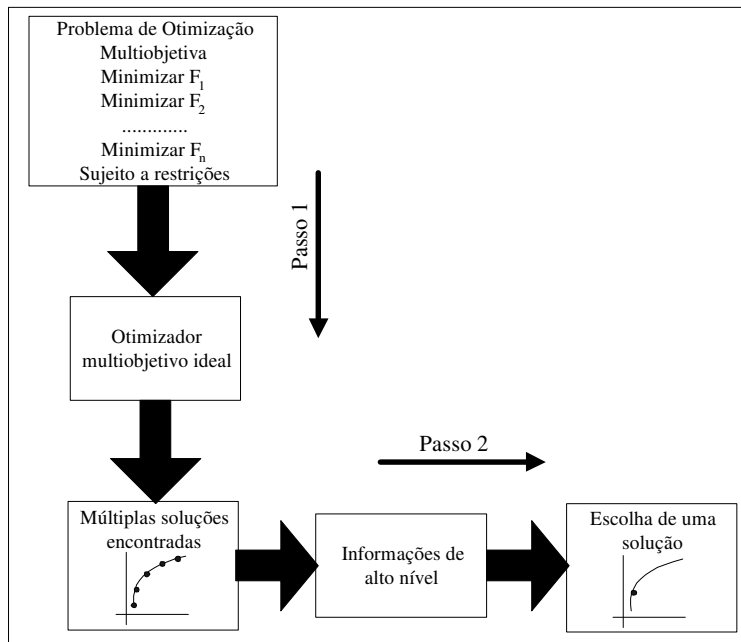 Problema de Otimização
Multiobjetiva
Minimizar F1
Minimizar F2
.............
Minimizar Fn
Sujeito a restrições
Passo 1
Otimizador
multiobjetivo ideal
Passo 2
Múltiplas soluções
encontradas
Informações de
alto nível
Escolha de uma
solução